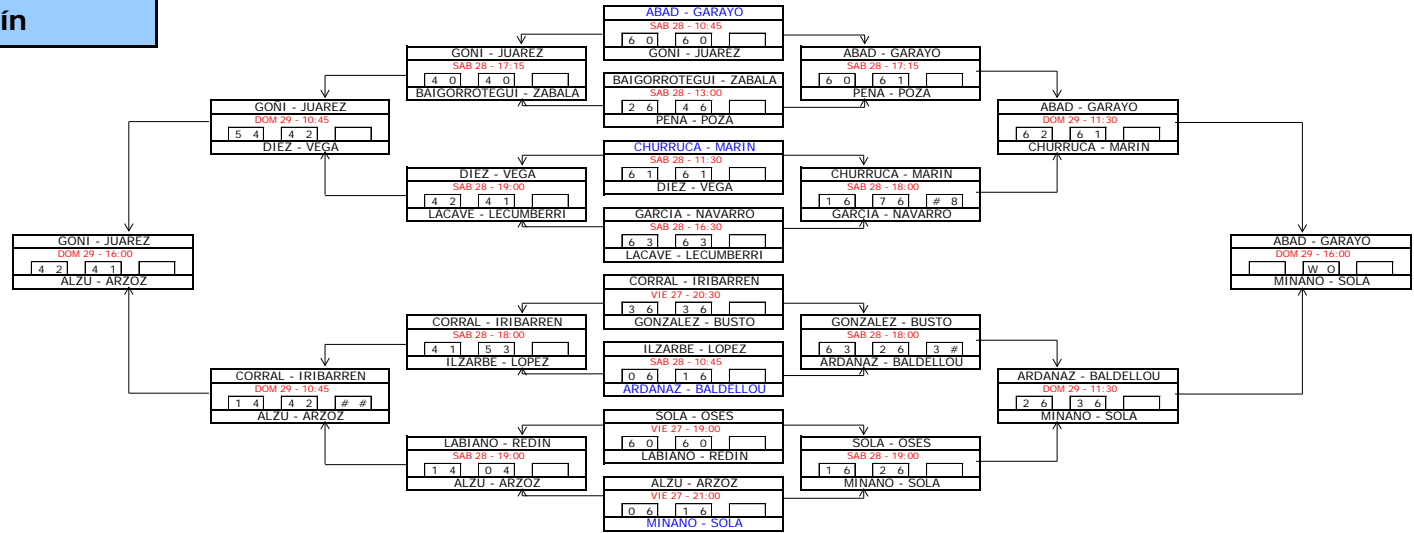 ín
ABAD - GARAYO
SAB 28 - 10:45
6 0 6 0
GOÑI - JUAREZ
BAIGORROTEGUI - ZABALA
SAB 28 - 13:00
2 6 4 6
PEÑA - POZA
CHURRUCA - MARIN
SAB 28 - 11:30
6 1 6 1
DIEZ - VEGA
GARCIA - NAVARRO
SAB 28 - 16:30
6 3 6 3
LACAVE - LECUMBERRI
CORRAL - IRIBARREN
VIE 27 - 20:30
3 6 3 6
GONZALEZ - BUSTO
ILZARBE - LOPEZ
SAB 28 - 10:45
0 6 1 6
ARDANAZ - BALDELLOU
SOLA - OSES
VIE 27 - 19:00
6 0 6 0
LABIANO - REDIN
ALZU - ARZOZ
VIE 27 - 21:00
0 6 1 6
MIÑANO - SOLA
GOÑI - JUAREZ
SAB 28 - 17:15
4 0 4 0
BAIGORROTEGUI - ZABALA
DIEZ - VEGA
SAB 28 - 19:00
4 2 4 1
LACAVE - LECUMBERRI
CORRAL - IRIBARREN
SAB 28 - 18:00
4 1 5 3
ILZARBE - LOPEZ
LABIANO - REDIN
SAB 28 - 19:00
1 4 0 4
ALZU - ARZOZ
GOÑI - JUAREZ
DOM 29 - 10:45
5 4 4 2
DIEZ - VEGA
CORRAL - IRIBARREN
DOM 29 - 10:45
1 4 4 2 # #
ALZU - ARZOZ
GOÑI - JUAREZ
DOM 29 - 16:00
4 2 4 1
ALZU - ARZOZ
ABAD - GARAYO
SAB 28 - 17:15
6 0 6 1
PEÑA - POZA
CHURRUCA - MARIN
SAB 28 - 18:00
1 6 7 6 # 8
GARCIA - NAVARRO
GONZALEZ - BUSTO
SAB 28 - 18:00
6 3 2 6 3 #
ARDANAZ - BALDELLOU
SOLA - OSES
SAB 28 - 19:00
1 6 2 6
MIÑANO - SOLA
ABAD - GARAYO
DOM 29 - 11:30
6 2 6 1
CHURRUCA - MARIN
ARDANAZ - BALDELLOU
DOM 29 - 11:30
2 6 3 6
MIÑANO - SOLA
ABAD - GARAYO
DOM 29 - 16:00
W O
MIÑANO - SOLA